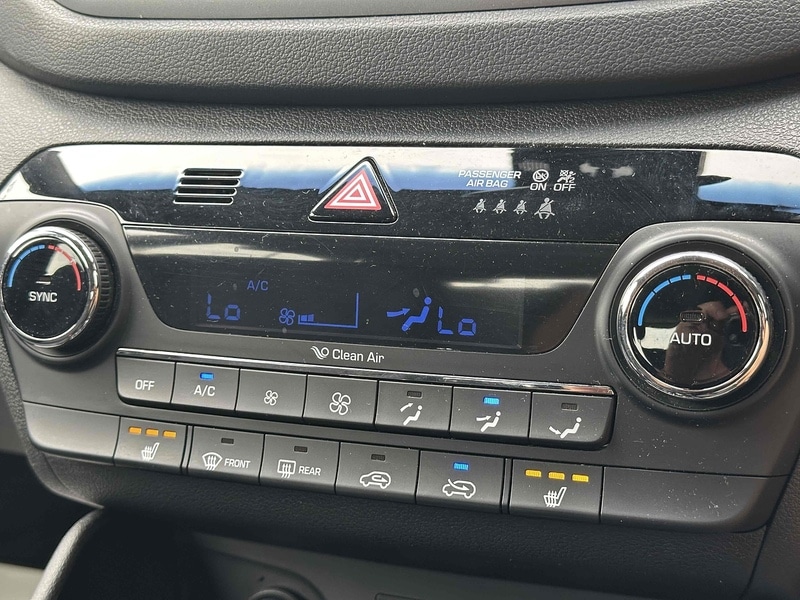 PASSENGER
AIR BAG
ON OFF
A/C
Lo
Lo
SYNC
AUTO
Clean Air
OFF
A/C
FRONT
REAR